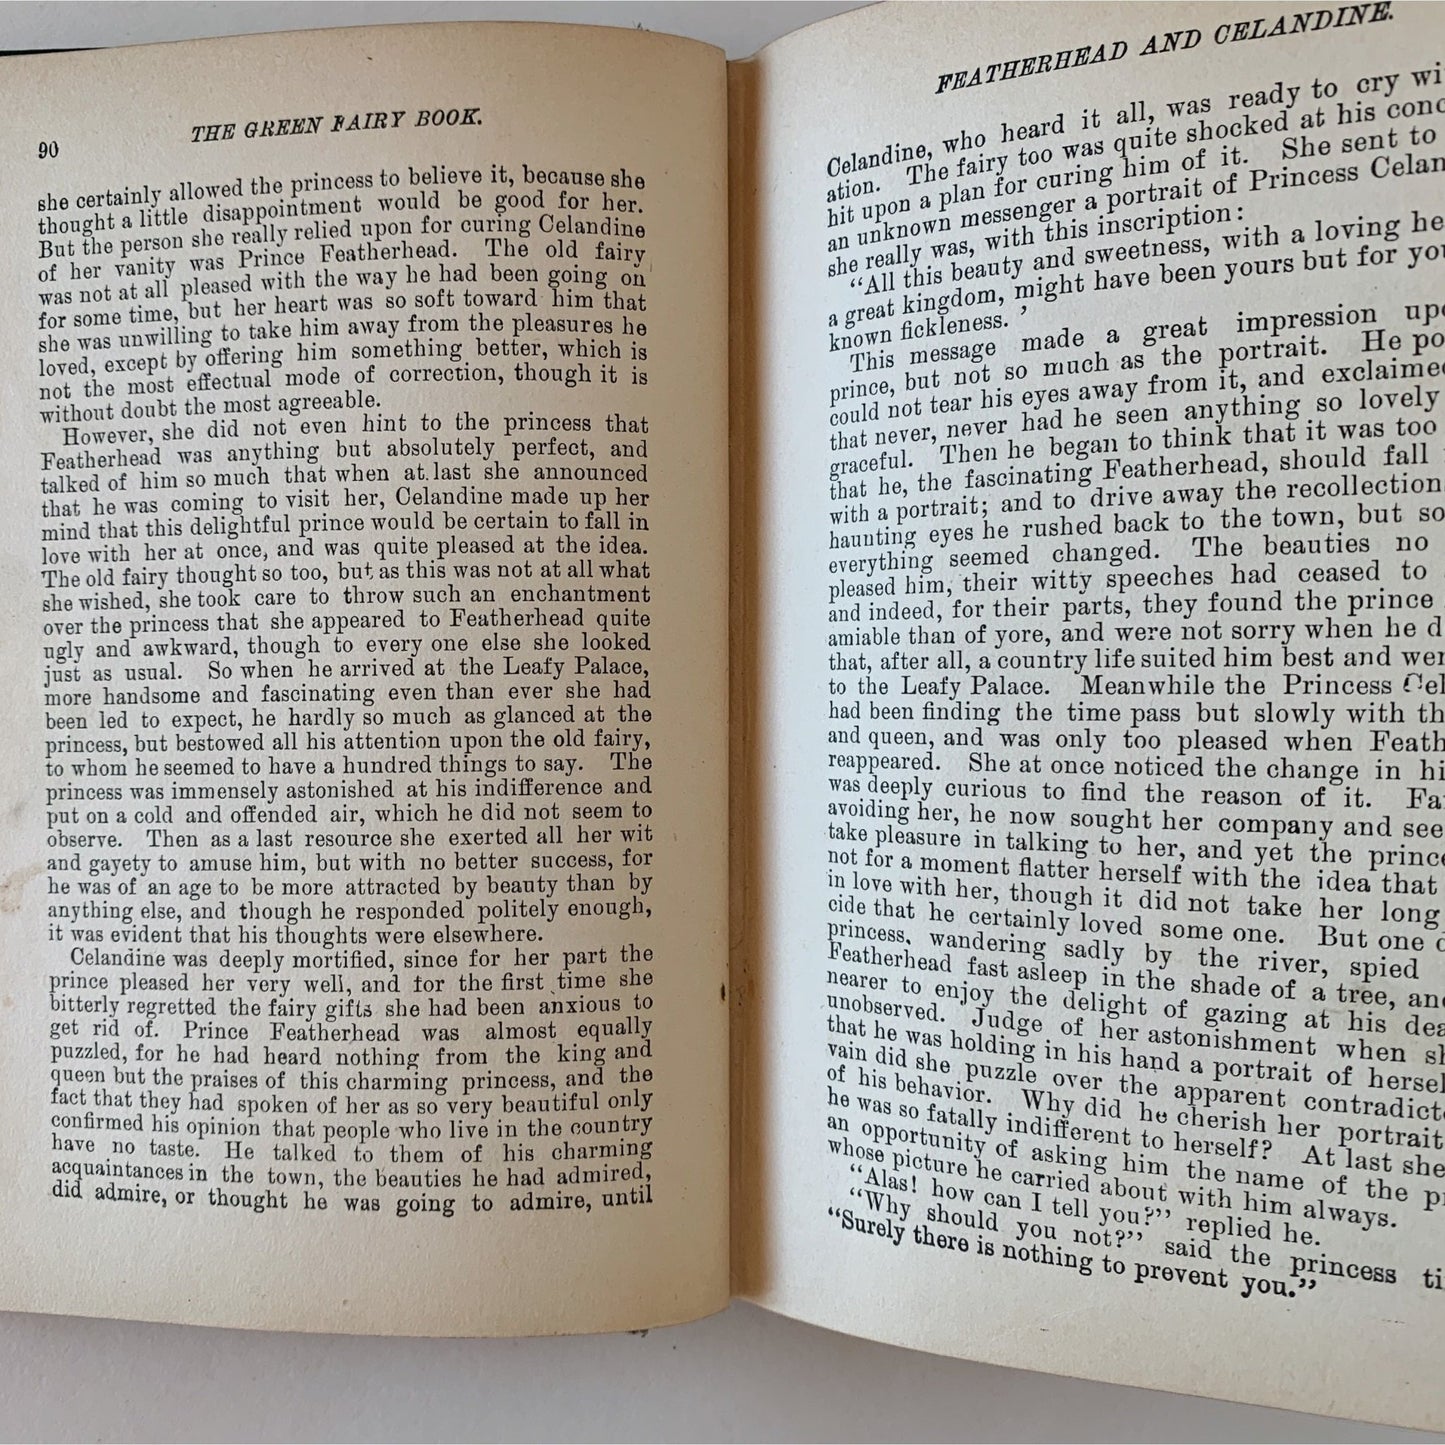 90
THE GREEN FAIRY BOOK.
she certainly allowed the princess to believe it, because she
thought a little disappointment would be good for her.
But the person she really relied upon for curing Celandine
of her vanity was Prince Featherhead. The old fairy
was not at all pleased with the way he had been going on
for some time, but her heart was so soft toward him that
she was unwilling to take him away from the pleasures he
loved, except by offering him something better, which is
not the most effectual mode of correction, though it is
without doubt the most agreeable.
However, she did not even hint to the princess that
Featherhead was anything but absolutely perfect, and
talked of him so much that when at last she announced
that he was coming to visit her, Celandine made up her
mind that this delightful prince would be certain to fall in
love with her at once, and was quite pleased at the idea.
The old fairy thought so too, but as this was not at all what
she wished, she took care to throw such an enchantment
over the princess that she appeared to Featherhead quite
ugly and awkward, though to every one else she looked
just as usual. So when he arrived at the Leafy Palace,
more handsome and fascinating even than ever she had
been led to expect, he hardly so much as glanced at the
princess, but bestowed all his attention upon the old fairy,
to whom he seemed to have a hundred things to say. The
princess was immensely astonished at his indifference and
put on a cold and offended air, which he did not seem to
observe. Then as a last resource she exerted all her wit
and gayety to amuse him, but with no better success, for
he was of an age to be more attracted by beauty than by
anything else, and though he responded politely enough,
it was evident that his thoughts were elsewhere.
Celandine was deeply mortified, since for her part the
prince pleased her very well, and for the first time she
bitterly regretted the fairy gifts she had been anxious to
get rid of. Prince Featherhead was almost equally
puzzled, for he had heard nothing from the king and
queen but the praises of this charming princess, and the
fact that they had spoken of her as so very beautiful only
confirmed his opinion that people who live in the country
have no taste. He talked to them of his charming
acquaintances in the town, the beauties he had admired,
did admire, or thought he was going to admire, until
FEATHERHEAD AND CELANDINE.
Celandine, who heard it all, was ready to cry wi
ation. The fairy too was quite shocked at his conc
hit upon a plan for curing him of it. She sent to
an unknown messenger a portrait of Princess Celan
she really was, with this inscription:
"All this beauty and sweetness, with a loving he
a great kingdom, might have been yours but for you
known fickleness.'
This message made a great impression upo
prince, but not so much as the portrait. He po
could not tear his eyes away from it, and exclaimed
that never, never had he seen anything so lovely
graceful. Then he began to think that it was too
that he, the fascinating Featherhead, should fall
with a portrait; and to drive away the recollection
haunting eyes he rushed back to the town, but so
everything seemed changed. The beauties no
pleased him, their witty speeches had ceased to
and indeed, for their parts, they found the prince
amiable than of yore, and were not sorry when he d
that, after all, a country life suited him best and wen
to the Leafy Palace. Meanwhile the Princess Cel
had been finding the time pass but slowly with th
and queen, and was only too pleased when Feath
reappeared. She at once noticed the change in hi
was deeply curious to find the reason of it. Fa
avoiding her, he now sought her company and see
take pleasure in talking to her, and yet the prince
not for a moment flatter herself with the idea that
in love with her, though it did not take her long
cide that he certainly loved some one. But one d
princess, wandering sadly by the river, spied
Featherhead fast asleep in the shade of a tree, and
nearer to enjoy the delight of gazing at his dea
unobserved. Judge of her astonishment when sh
that he was holding in his hand a portrait of hersel
vain did she puzzle over the apparent contradicto
of his behavior. Why did he cherish her portrait
he was so fatally indifferent to herself? At last she
an opportunity of asking him the name of the pr
whose picture he carried about with him always.
"Alas! how can I tell you?" replied he.
"Why should you not?" said the princess ti
"Surely there is nothing to prevent you."